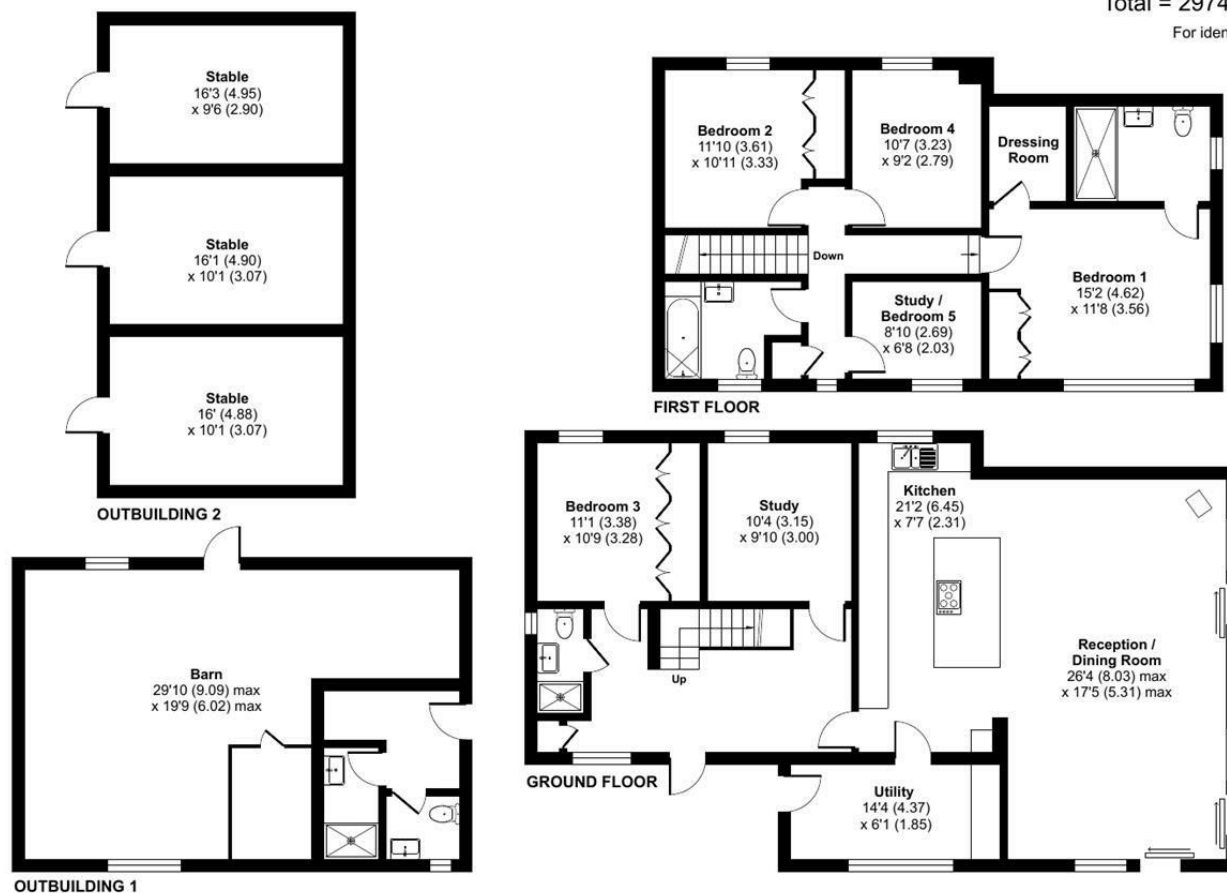 Total = 2974
For iden
Stable
16'3 (4.95)
x 9'6 (2.90)
Stable
16'1 (4.90)
x 10'1 (3.07)
Stable
16' (4.88)
x 10'1 (3.07)
OUTBUILDING 2
Bedroom 2
11'10 (3.61)
x 10'11 (3.33)
Bedroom 4
10'7 (3.23)
x 9'2 (2.79)
Dressing
Room
Down
Bedroom 1
15'2 (4.62)
x 11'8 (3.56)
Study /
Bedroom 5
8'10 (2.69)
x 6'8 (2.03)
FIRST FLOOR
Bedroom 3
11'1 (3.38)
x 10'9 (3.28)
Study
10'4 (3.15)
x 9'10 (3.00)
Kitchen
21'2 (6.45)
x 7'7 (2.31)
Reception /
Dining Room
26'4 (8.03) max
x 17'5 (5.31) max
Up
GROUND FLOOR
Utility
14'4 (4.37)
x 6'1 (1.85)
Barn
29'10 (9.09) max
x 19'9 (6.02) max
OUTBUILDING 1